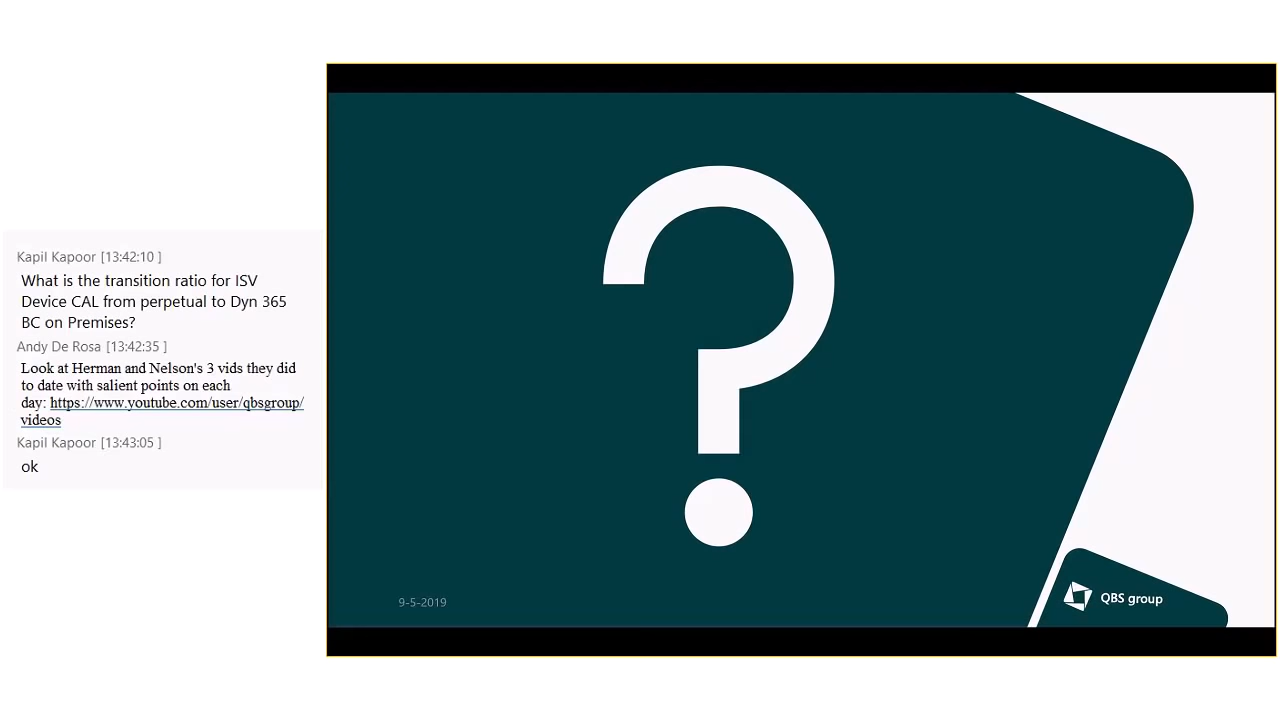 Kapil Kapoor [13:42:10 ]
What is the transition ratio for ISV
Device CAL from perpetual to Dyn 365
BC on Premises?
Andy De Rosa [13:42:35 ]
Look at Herman and Nelson's 3 vids they did
to date with salient points on each
day: https://www.youtube.com/user/qbsgroup/
videos
Kapil Kapoor [13:43:05 ]
ok
?
9-5-2019
QBS group